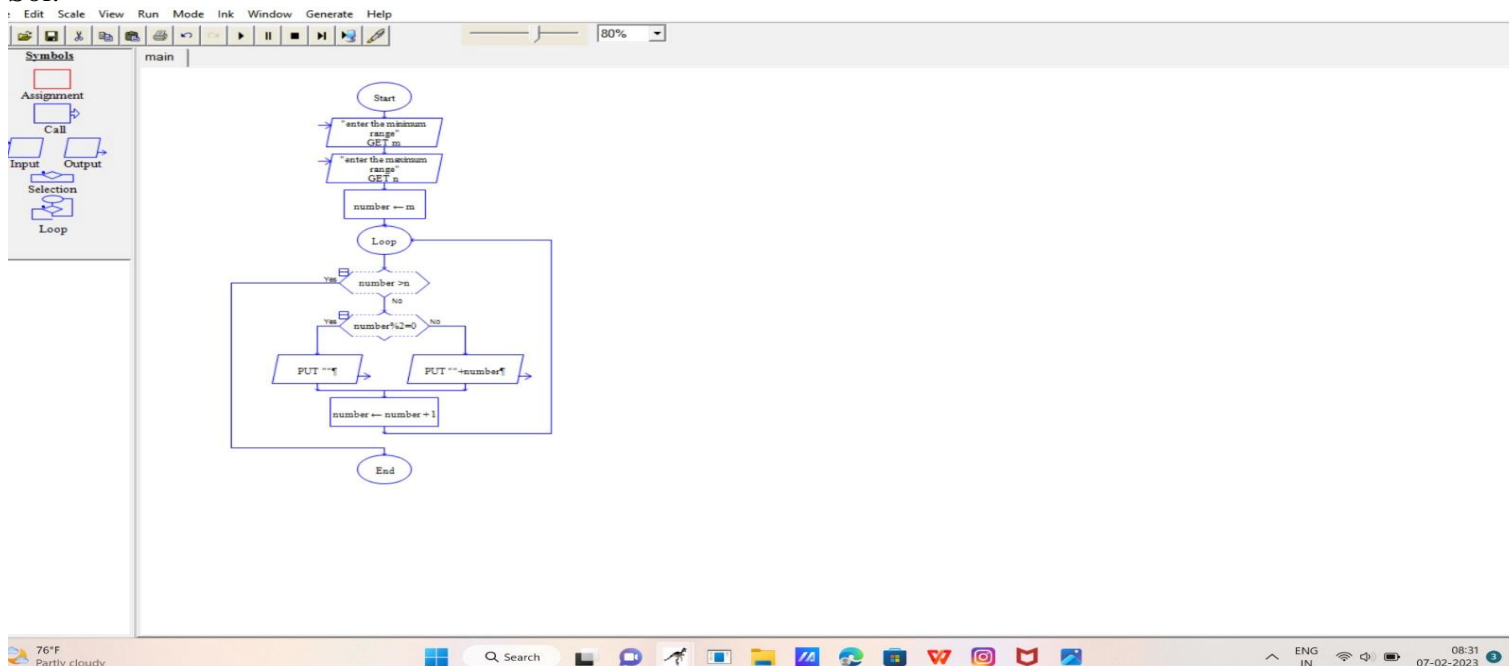 Edit Scale View Run Mode Ink Window Generate Help
80%
Symbols
main
Assignment
Call
Input Output
Selection
Loop
Start
"enter the minimum
range"
GET m
"enter the maximum
range"
GET n
number ← m
Loop
Yes
number >n
No
Yes
number%2=0
No
PUT ""¶
PUT ""+number¶
number ← number + 1
End
76°F
Partly cloudy
Search
ENG
IN
08:31
07-02-2023
3